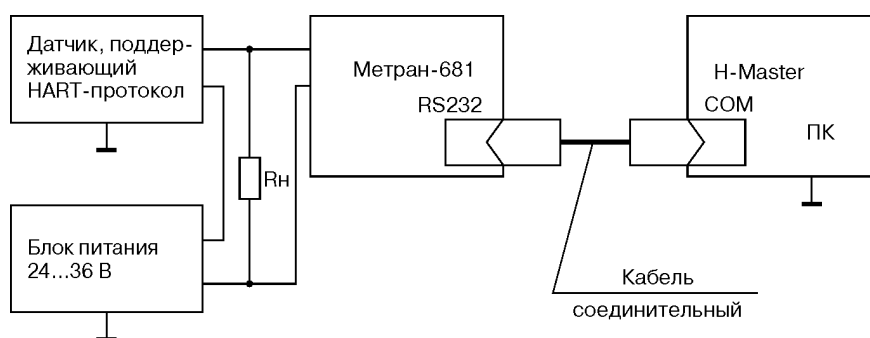 Датчик, поддер-
живающий
HART-протокол
Метран-681
RS232
H-Master
COM
ПК
Rн
Блок питания
24...36 В
Кабель
соединительный